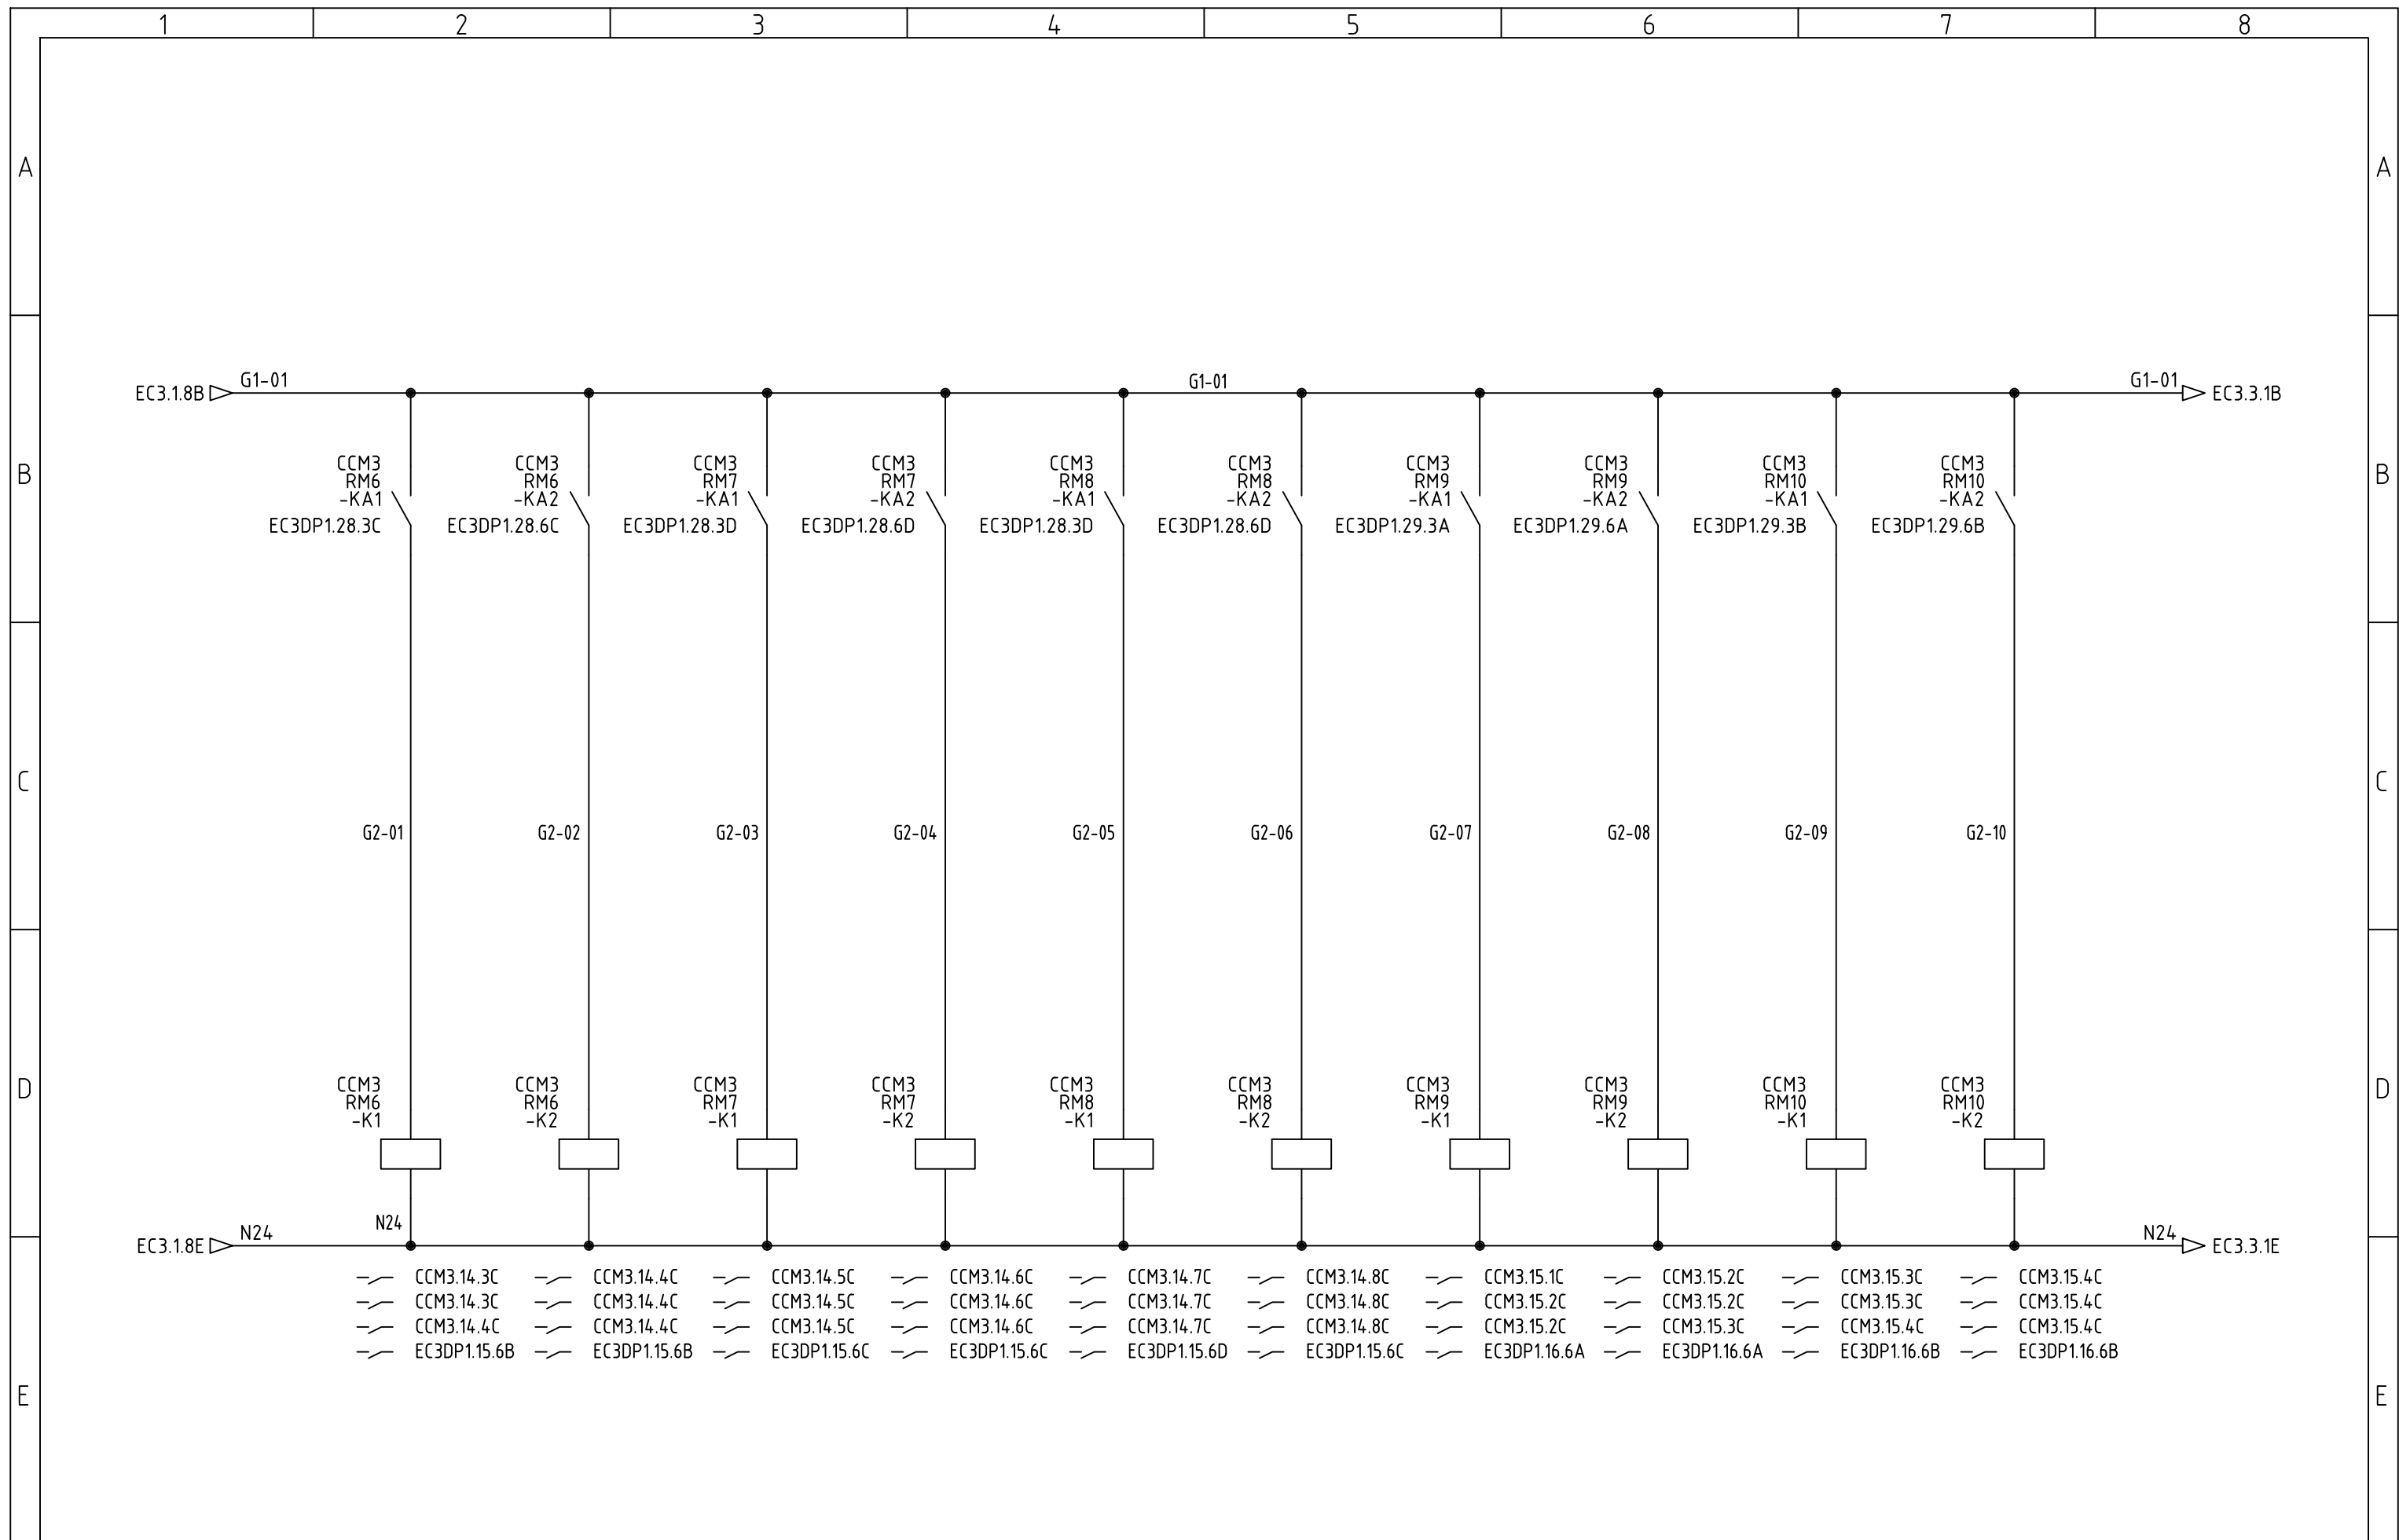 1 2 3 4 5 6 7 8
A A
G1-01 G1-01 G1-01
EC3.1.8B EC3.3.1B
B B
CCM3 CCM3 CCM3 CCM3 CCM3 CCM3 CCM3 CCM3 CCM3 CCM3
RM6 RM6 RM7 RM7 RM8 RM8 RM9 RM9 RM10 RM10
-KA1 -KA2 -KA1 -KA2 -KA1 -KA2 -KA1 -KA2 -KA1 -KA2
EC3DP1.28.3C EC3DP1.28.6C EC3DP1.28.3D EC3DP1.28.6D EC3DP1.28.3D EC3DP1.28.6D EC3DP1.29.3A EC3DP1.29.6A EC3DP1.29.3B EC3DP1.29.6B
C C
G2-01 G2-02 G2-03 G2-04 G2-05 G2-06 G2-07 G2-08 G2-09 G2-10
D D
CCM3 CCM3 CCM3 CCM3 CCM3 CCM3 CCM3 CCM3 CCM3 CCM3
RM6 RM6 RM7 RM7 RM8 RM8 RM9 RM9 RM10 RM10
-K1 -K2 -K1 -K2 -K1 -K2 -K1 -K2 -K1 -K2
N24 N24 N24
EC3.1.8E EC3.3.1E
CCM3.14.3C CCM3.14.4C CCM3.14.5C CCM3.14.6C CCM3.14.7C CCM3.14.8C CCM3.15.1C CCM3.15.2C CCM3.15.3C CCM3.15.4C
CCM3.14.3C CCM3.14.4C CCM3.14.5C CCM3.14.6C CCM3.14.7C CCM3.14.8C CCM3.15.2C CCM3.15.2C CCM3.15.3C CCM3.15.4C
CCM3.14.4C CCM3.14.4C CCM3.14.5C CCM3.14.6C CCM3.14.7C CCM3.14.8C CCM3.15.2C CCM3.15.3C CCM3.15.4C CCM3.15.4C
EC3DP1.15.6B EC3DP1.15.6B EC3DP1.15.6C EC3DP1.15.6C EC3DP1.15.6D EC3DP1.15.6C EC3DP1.16.6A EC3DP1.16.6A EC3DP1.16.6B EC3DP1.16.6B
E E